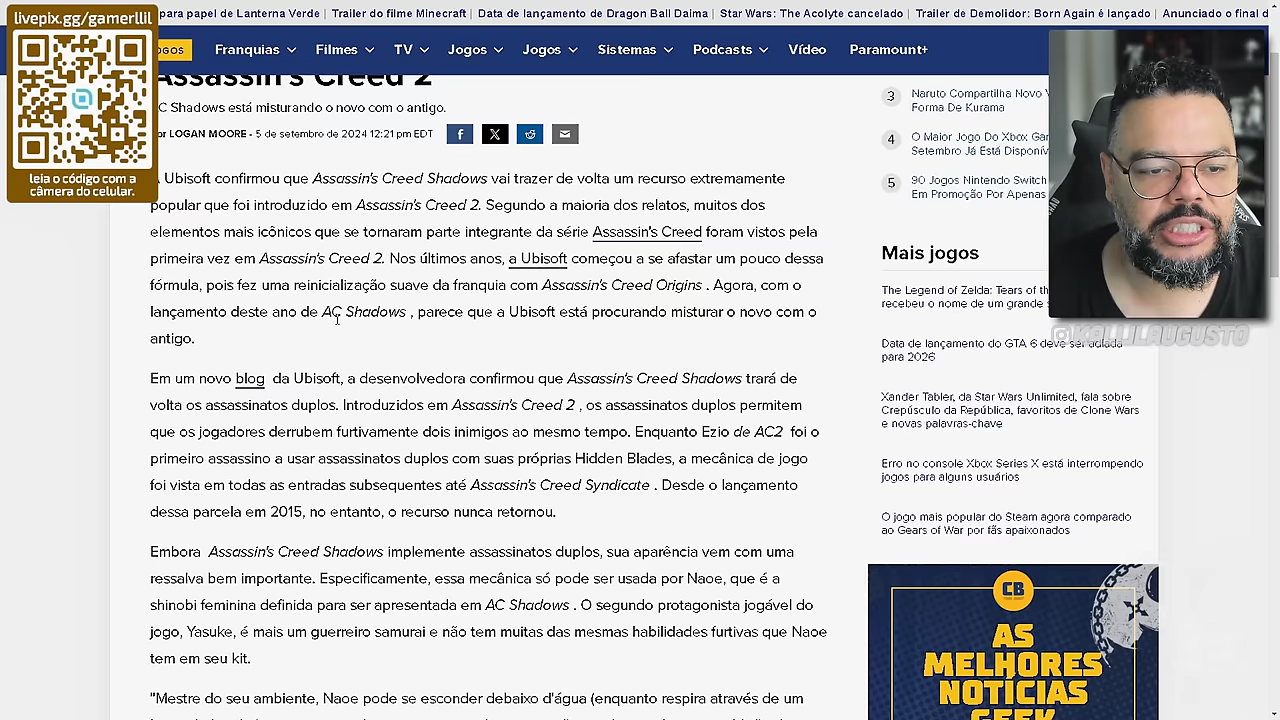 livepix.gg/gamerllll
leia o código com a
câmera do celular.
para papel de Lanterna Verde | Trailer do filme Minecraft | Data de lançamento de Dragon Ball Daima | Star Wars: The Acolyte cancelado | Trailer de Demolidor: Born Again é lançado | Anunciado o final d
JOGOS Franquias Filmes TV Jogos Jogos Sistemas Podcasts Vídeo Paramount+
Assassin's Creed 2
AC Shadows está misturando o novo com o antigo.
Por LOGAN MOORE - 5 de setembro de 2024 12:21 pm EDT
A Ubisoft confirmou que Assassin's Creed Shadows vai trazer de volta um recurso extremamente
popular que foi introduzido em Assassin's Creed 2. Segundo a maioria dos relatos, muitos dos
elementos mais icônicos que se tornaram parte integrante da série Assassin's Creed foram vistos pela
primeira vez em Assassin's Creed 2. Nos últimos anos, a Ubisoft começou a se afastar um pouco dessa
fórmula, pois fez uma reinicialização suave da franquia com Assassin's Creed Origins . Agora, com o
lançamento deste ano de AC Shadows , parece que a Ubisoft está procurando misturar o novo com o
antigo.
Em um novo blog da Ubisoft, a desenvolvedora confirmou que Assassin's Creed Shadows trará de
volta os assassinatos duplos. Introduzidos em Assassin's Creed 2 , os assassinatos duplos permitem
que os jogadores derrubem furtivamente dois inimigos ao mesmo tempo. Enquanto Ezio de AC2 foi o
primeiro assassino a usar assassinatos duplos com suas próprias Hidden Blades, a mecânica de jogo
foi vista em todas as entradas subsequentes até Assassin's Creed Syndicate . Desde o lançamento
dessa parcela em 2015, no entanto, o recurso nunca retornou.
Embora Assassin's Creed Shadows implemente assassinatos duplos, sua aparência vem com uma
ressalva bem importante. Especificamente, essa mecânica só pode ser usada por Naoe, que é a
shinobi feminina definida para ser apresentada em AC Shadows . O segundo protagonista jogável do
jogo, Yasuke, é mais um guerreiro samurai e não tem muitas das mesmas habilidades furtivas que Naoe
tem em seu kit.
"Mestre do seu ambiente, Naoe pode se esconder debaixo d'água (enquanto respira através de um
3 Naruto Compartilha Novo
Forma De Kurama
4 O Maior Jogo Do Xbox
Setembro Já Está
5 90 Jogos Nintendo Switch
Em Promoção Por Apenas
@KALLILAUGUSTO
Mais jogos
The Legend of Zelda: Tears of
recebeu o nome de um grande
Data de lançamento do GTA 6 deve ser adiada
para 2026
Xander Tabler, da Star Wars Unlimited, fala sobre
Crepúsculo da República, favoritos de Clone Wars
e novas palavras-chave
Erro no console Xbox Series X está interrompendo
jogos para alguns usuários
O jogo mais popular do Steam agora comparado
ao Gears of War por fãs apaixonados
CB
AS
MELHORES
NOTÍCIAS
GEEK